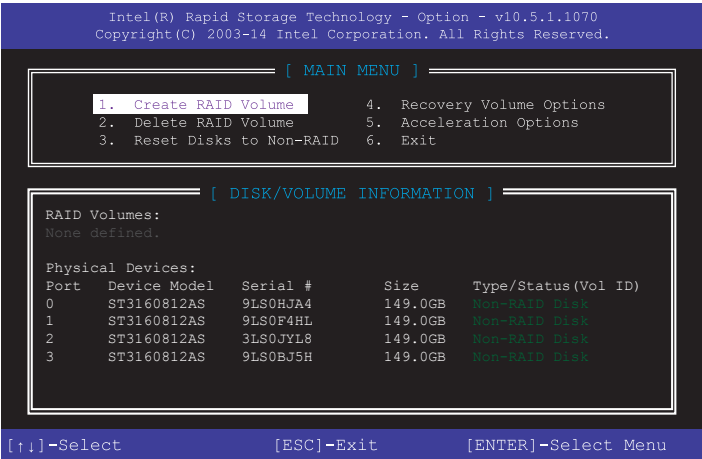 Intel(R) Rapid Storage Technology - Option - v10.5.1.1070
Copyright(C) 2003-14 Intel Corporation. All Rights Reserved.
[ MAIN MENU ]
1. Create RAID Volume 4. Recovery Volume Options
2. Delete RAID Volume 5. Acceleration Options
3. Reset Disks to Non-RAID 6. Exit
[ DISK/VOLUME INFORMATION ]
RAID Volumes:
None defined.
Physical Devices:
Port Device Model Serial # Size Type/Status(Vol ID)
0 ST3160812AS 9LS0HJA4 149.0GB Non-RAID Disk
1 ST3160812AS 9LS0F4HL 149.0GB Non-RAID Disk
2 ST3160812AS 3LS0JYL8 149.0GB Non-RAID Disk
3 ST3160812AS 9LS0BJ5H 149.0GB Non-RAID Disk
[↑↓]-Select [ESC]-Exit [ENTER]-Select Menu